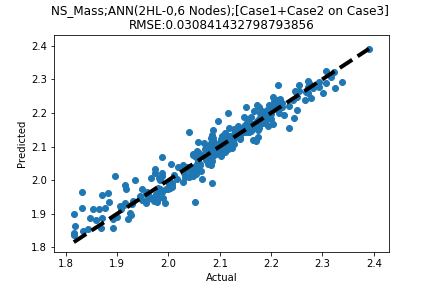 NS_Mass;ANN(2HL-0,6 Nodes);[Case1+Case2 on Case3]
RMSE:0.030841432798793856
2.4
2.3
2.2
2.1
2.0
1.9
1.8
Predicted
1.8 1.9 2.0 2.1 2.2 2.3 2.4
Actual